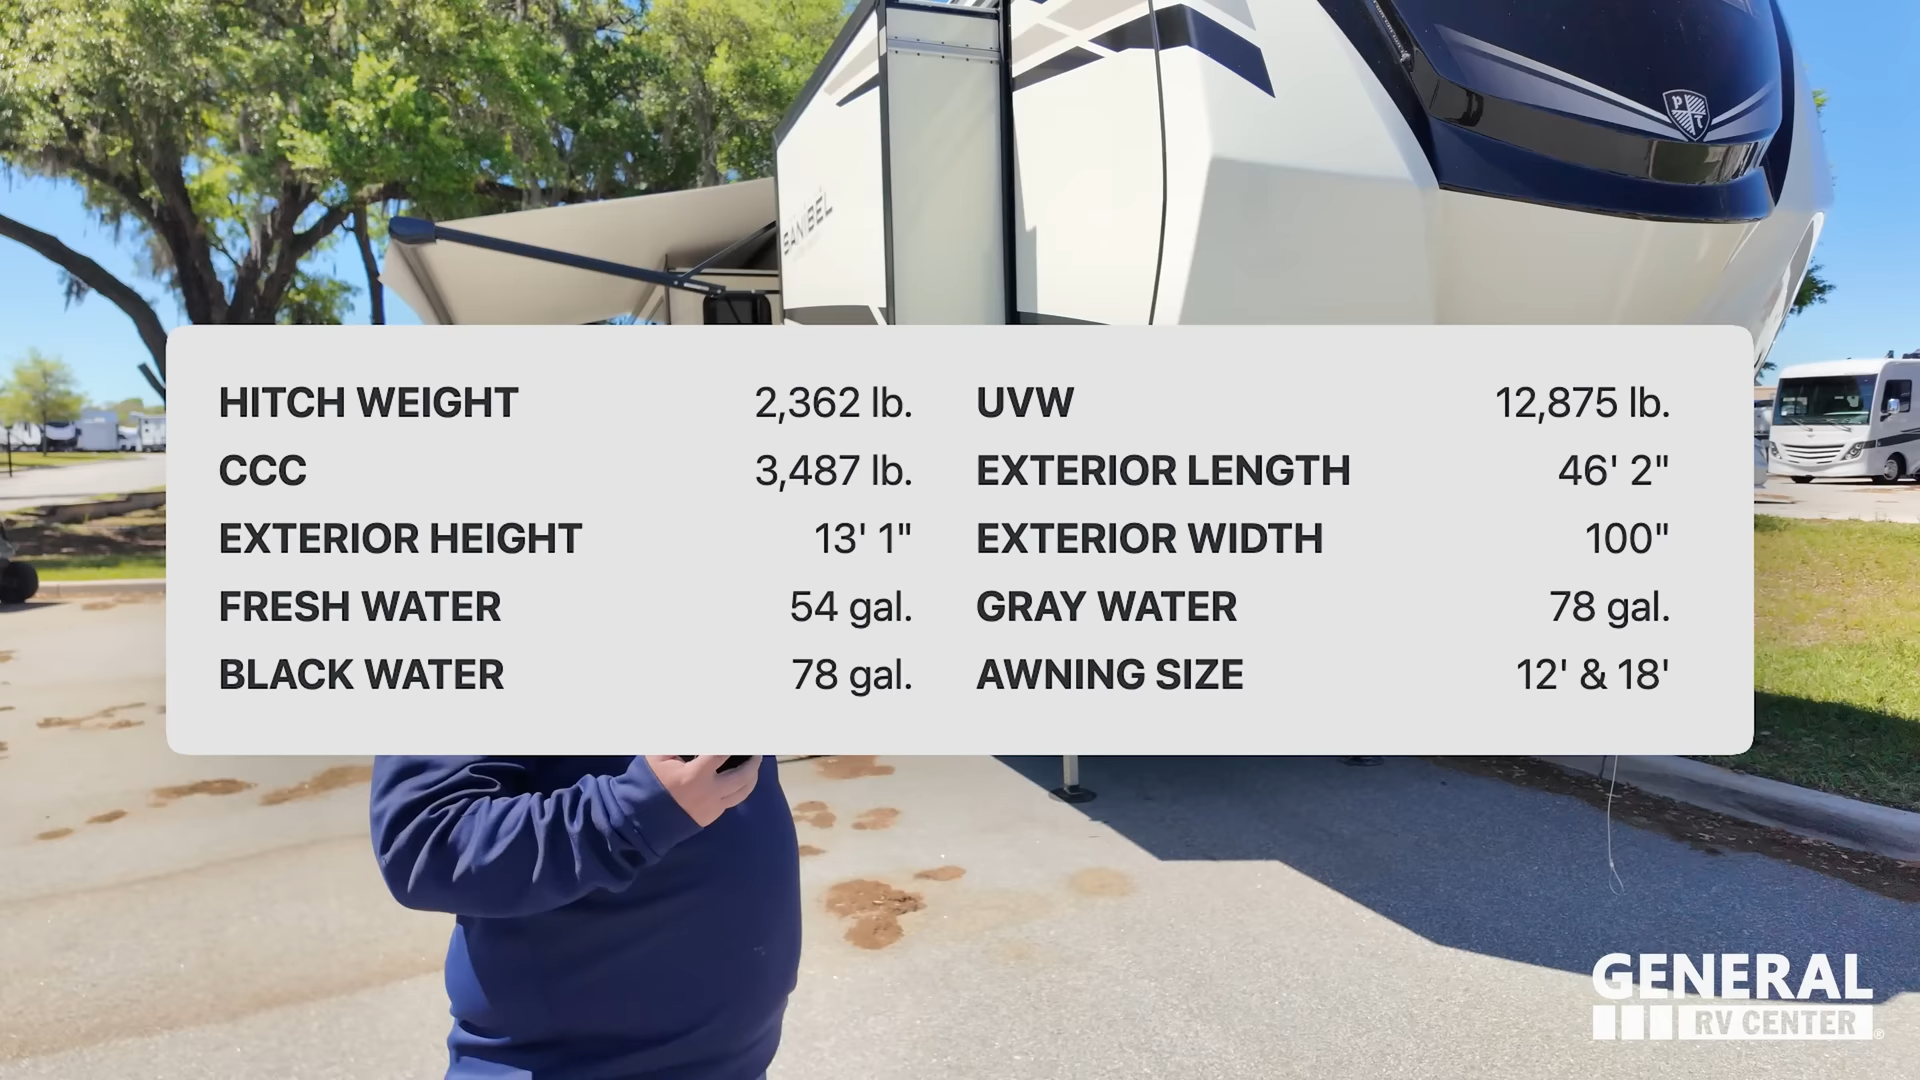 SANIBEL
P
T
HITCH WEIGHT 2,362 lb.
UVW 12,875 lb.
CCC 3,487 lb.
EXTERIOR LENGTH 46' 2"
EXTERIOR HEIGHT 13' 1"
EXTERIOR WIDTH 100"
FRESH WATER 54 gal.
GRAY WATER 78 gal.
BLACK WATER 78 gal.
AWNING SIZE 12' & 18'
GENERAL
RV CENTER®